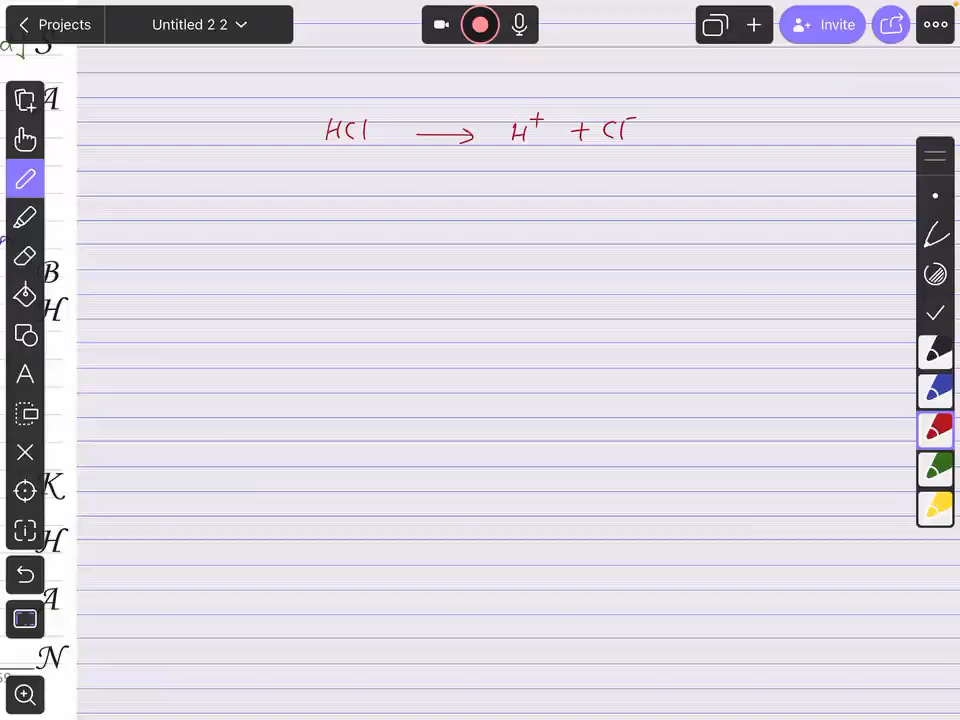 Projects
Untitled 2 2
Invite
S
A
HCl → H⁺ + Cl⁻
B
H
A
K
H
A
N